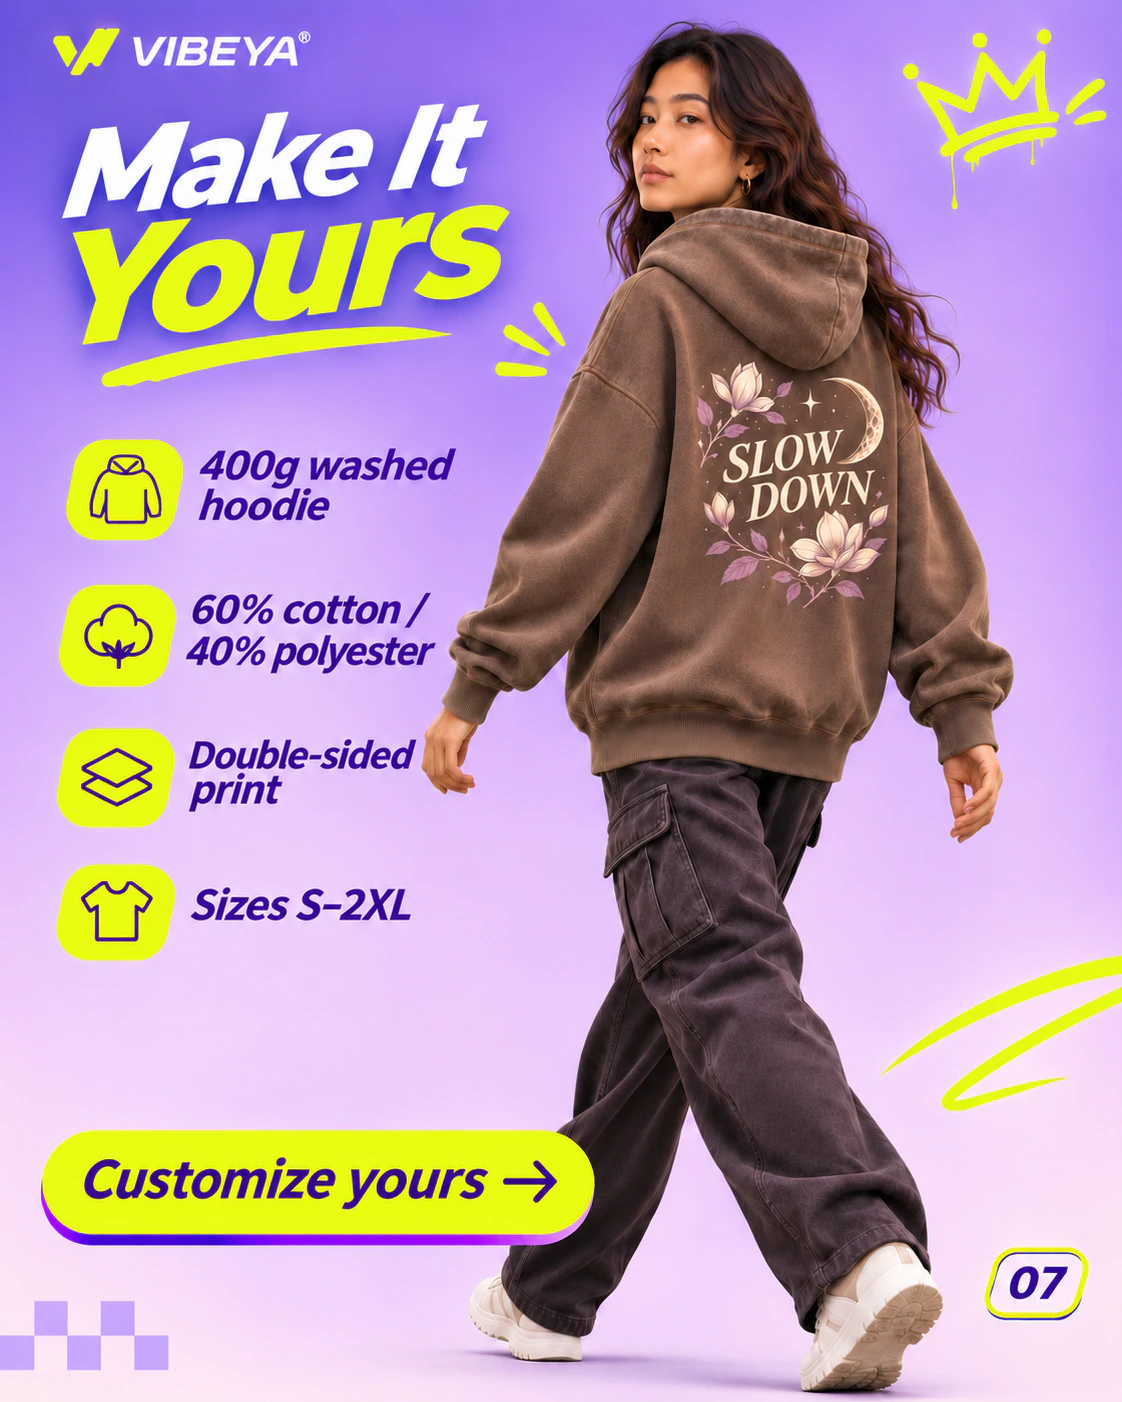 VIBEYA®
Make It
Yours
400g washed
hoodie
60% cotton /
40% polyester
Double-sided
print
Sizes S–2XL
Customize yours →
SLOW
DOWN
07